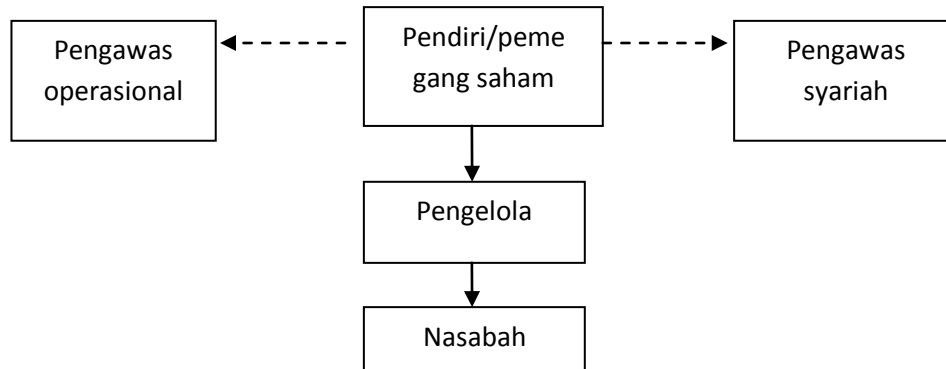 Pengawas
operasional
Pendiri/peme
gang saham
Pengawas
syariah
Pengelola
Nasabah